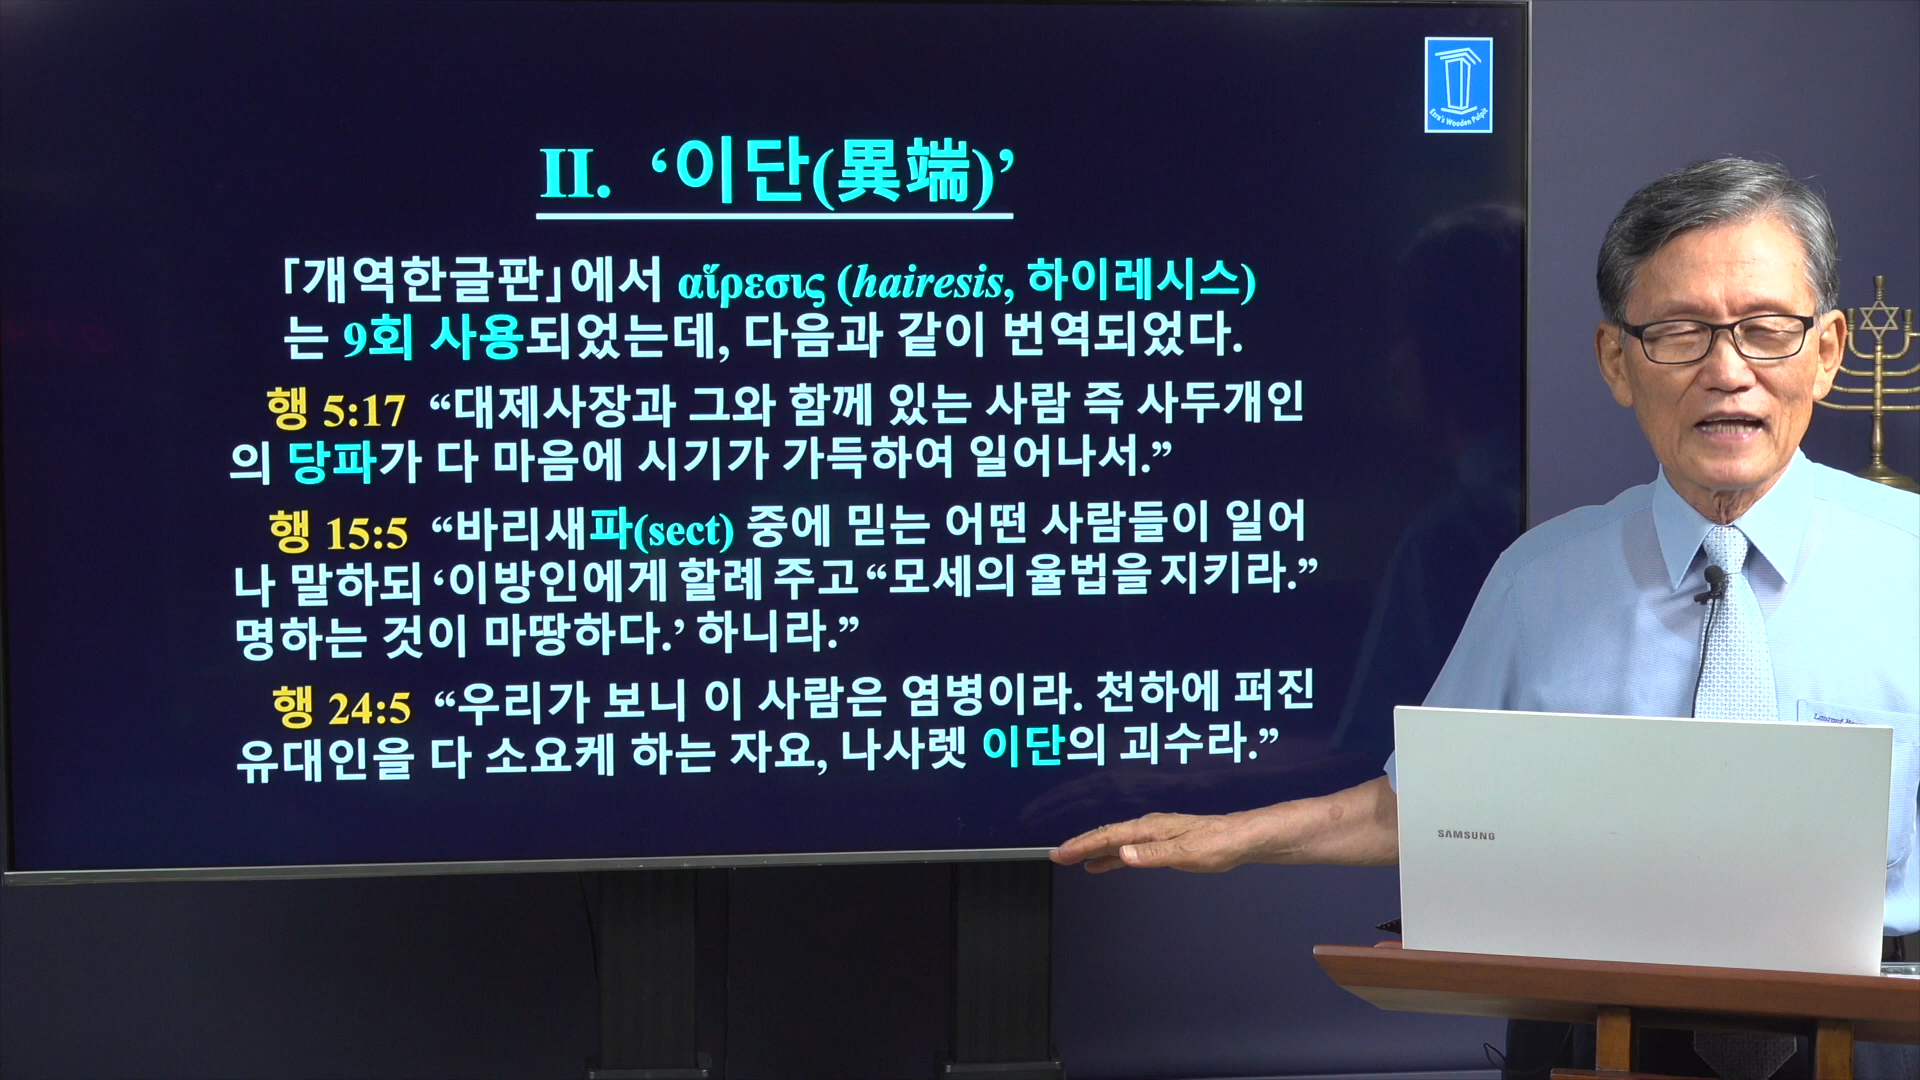 Ezra's Wooden Pulpit
II. ‘이단(異端)’
｢개역한글판｣에서 αἵρεσις (hairesis, 하이레시스)
는 9회 사용되었는데, 다음과 같이 번역되었다.
행 5:17 “대제사장과 그와 함께 있는 사람 즉 사두개인
의 당파가 다 마음에 시기가 가득하여 일어나서.”
행 15:5 “바리새파(sect) 중에 믿는 어떤 사람들이 일어
나 말하되 ‘이방인에게 할례 주고 “모세의 율법을 지키라.”
명하는 것이 마땅하다.’ 하니라.”
행 24:5 “우리가 보니 이 사람은 염병이라. 천하에 퍼진
유대인을 다 소요케 하는 자요, 나사렛 이단의 괴수라.”
SAMSUNG